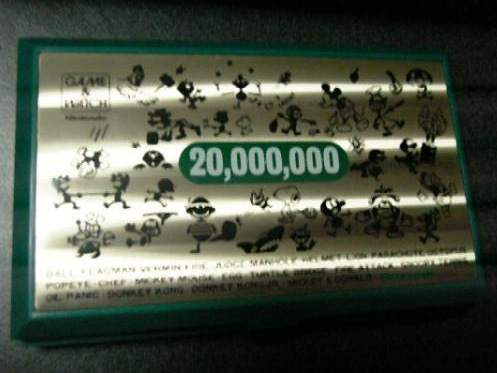 GAME
&
WATCH
Nintendo
20,000,000
BALL FLAGMAN VERMIN FIRE JUDGE MANHOLE HELMET LION PARACHUTE OCTOPUS
POPEYE CHEF MICKEY MOUSE EGG TURTLE BRIDGE FIRE ATTACK SNOOPY TENNIS
OIL PANIC DONKEY KONG DONKEY KONG JR. MICKEY & DONALD